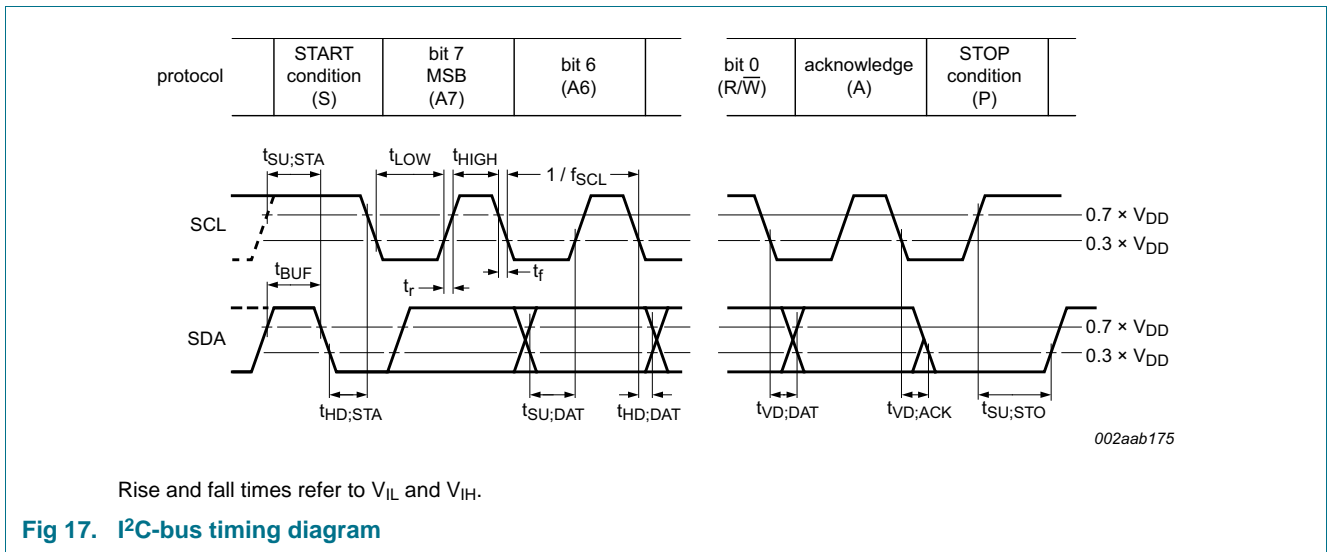 protocol
START
condition
(S)
bit 7
MSB
(A7)
bit 6
(A6)
bit 0
(R/W̅)
acknowledge
(A)
STOP
condition
(P)
tSU;STA
tLOW
tHIGH
1 / fSCL
SCL
0.7 × VDD
0.3 × VDD
tBUF
tr
tf
SDA
0.7 × VDD
0.3 × VDD
tHD;STA
tSU;DAT
tHD;DAT
tVD;DAT
tVD;ACK
tSU;STO
002aab175
Rise and fall times refer to VIL and VIH.
Fig 17. I²C-bus timing diagram